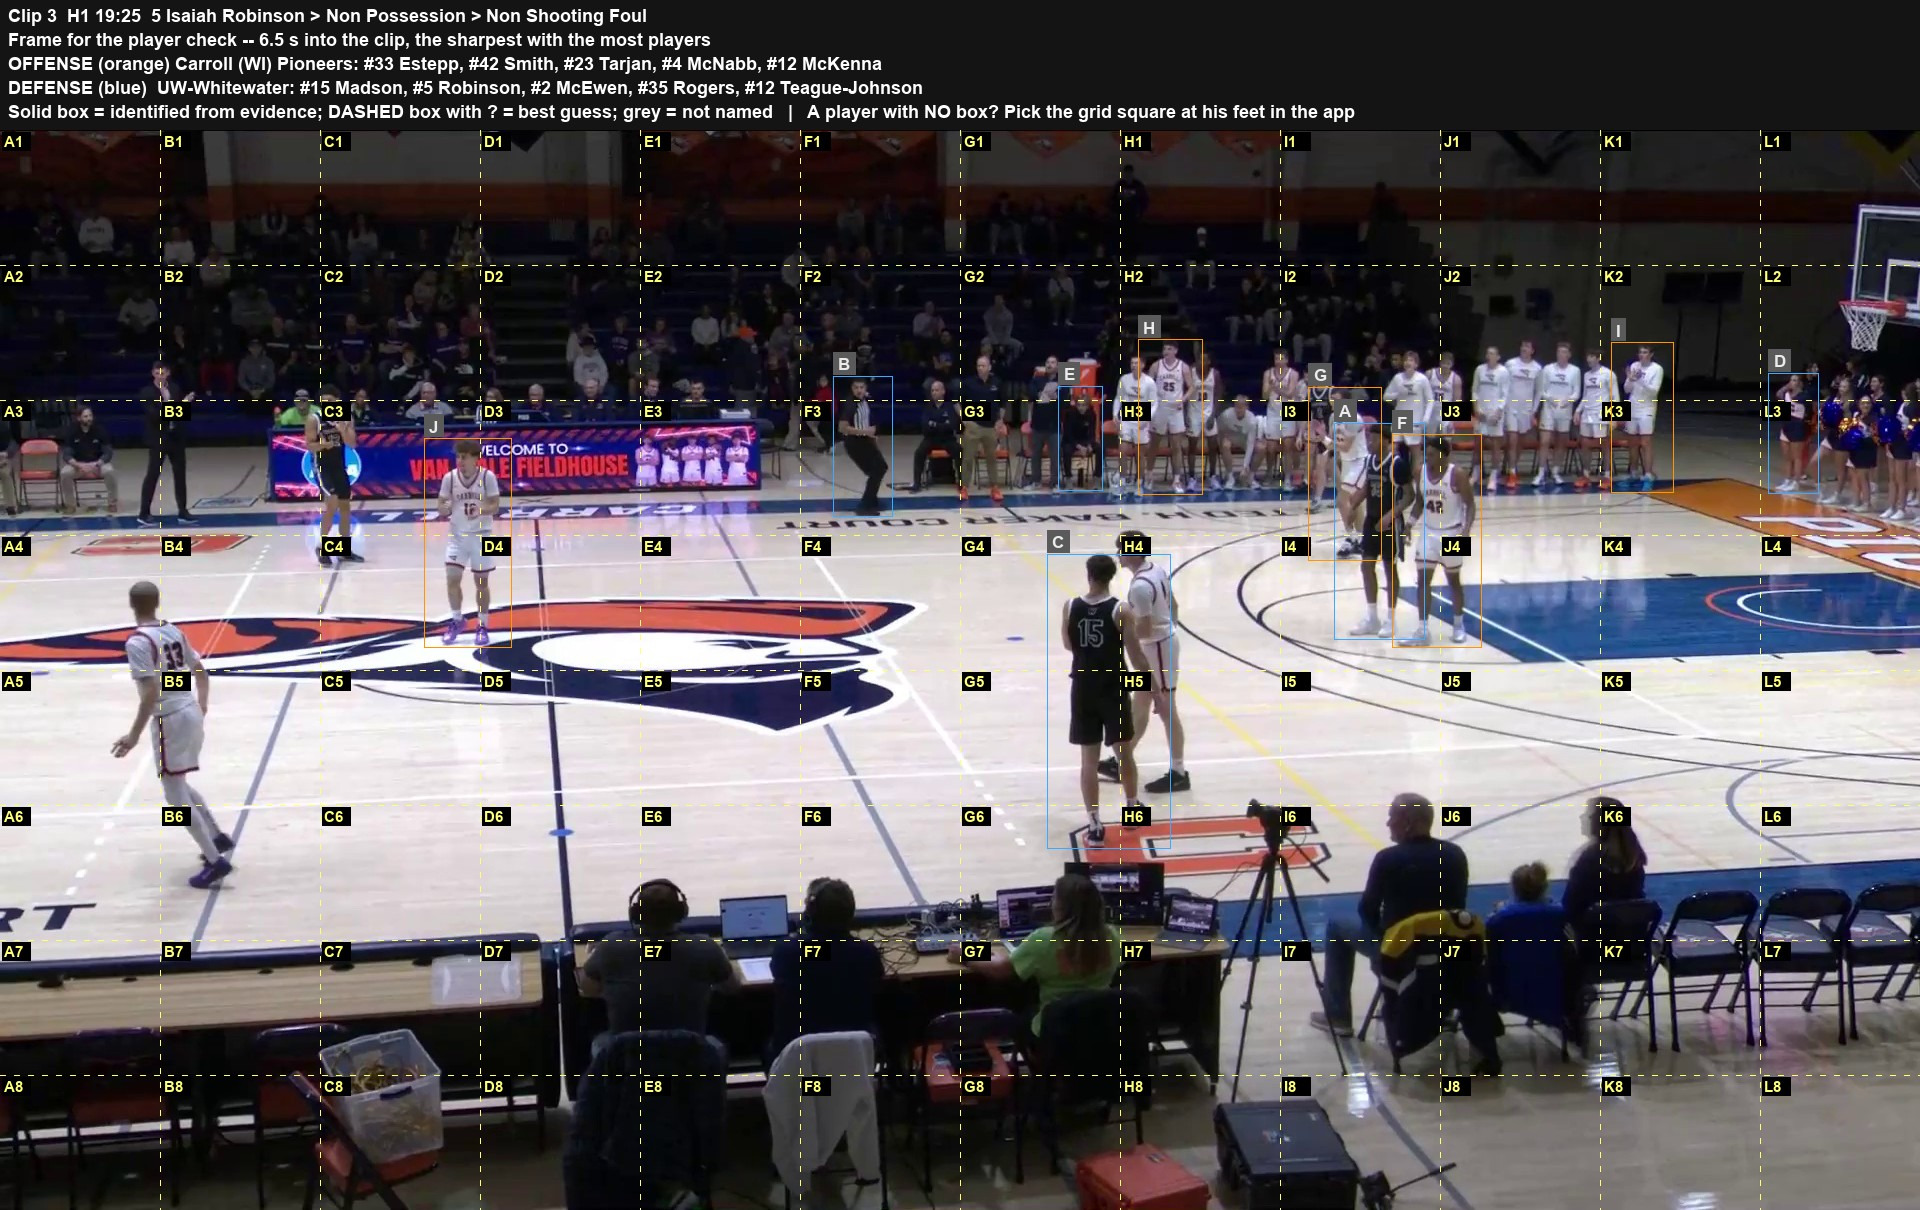 Clip 3  H1 19:25  5 Isaiah Robinson > Non Possession > Non Shooting Foul
Frame for the player check -- 6.5 s into the clip, the sharpest with the most players
OFFENSE (orange) Carroll (WI) Pioneers: #33 Estepp, #42 Smith, #23 Tarjan, #4 McNabb, #12 McKenna
DEFENSE (blue)  UW-Whitewater: #15 Madson, #5 Robinson, #2 McEwen, #35 Rogers, #12 Teague-Johnson
Solid box = identified from evidence; DASHED box with ? = best guess; grey = not named   |   A player with NO box? Pick the grid square at his feet in the app
A1 B1 C1 D1 E1 F1 G1 H1 I1 J1 K1 L1
A2 B2 C2 D2 E2 F2 G2 H2 I2 J2 K2 L2
H I
B E G D
25
A3 B3 C3 D3 E3 F3 G3 H3 I3 A F J3 K3 L3
J
WELCOME TO
42
CARROLL
12
C
A4 B4 C4 D4 E4 F4 G4 H4 I4 J4 K4 L4
15
A5 B5 C5 D5 E5 F5 G5 H5 I5 J5 K5 L5
A6 B6 C6 D6 E6 F6 G6 H6 I6 J6 K6 L6
RT
A7 B7 C7 D7 E7 F7 G7 H7 I7 J7 K7 L7
A8 B8 C8 D8 E8 F8 G8 H8 I8 J8 K8 L8